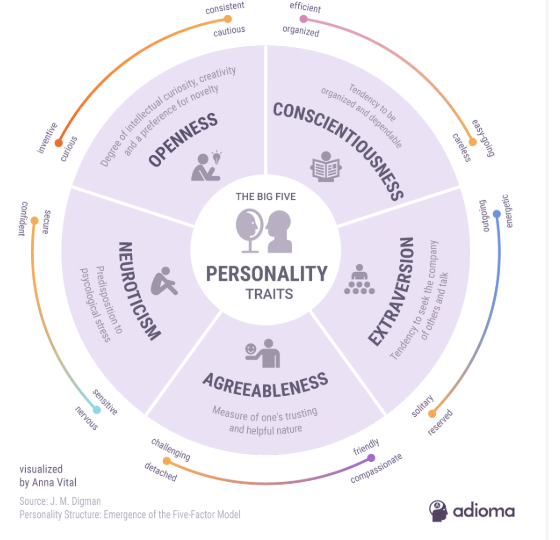 consistent
cautious
efficient
organized
inventive
curious
Degree of intellectual curiosity, creativity
and a preference for novelty
OPENNESS
Tendency to be
organized and dependable
CONSCIENTIOUSNESS
easy-going
careless
THE BIG FIVE
PERSONALITY
TRAITS
confident
secure
NEUROTICISM
Predisposition to
psycological stress
sensitive
nervous
energetic
outgoing
EXTRAVERSION
Tendency to seek the company
of others and talk
solitary
reserved
AGREEABLENESS
Measure of one's trusting
and helpful nature
challenging
detached
friendly
compassionate
visualized
by Anna Vital
Source: J. M. Digman
Personality Structure: Emergence of the Five-Factor Model
adioma